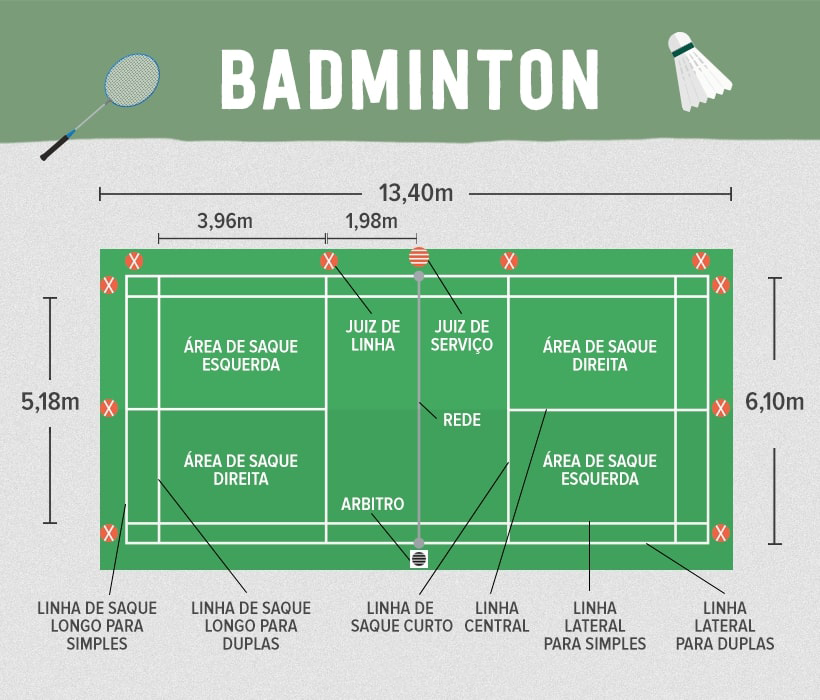 BADMINTON
13,40m
3,96m
1,98m
JUIZ DE
LINHA
JUIZ DE
SERVIÇO
ÁREA DE SAQUE
ESQUERDA
ÁREA DE SAQUE
DIREITA
5,18m
6,10m
REDE
ÁREA DE SAQUE
DIREITA
ÁREA DE SAQUE
ESQUERDA
ARBITRO
LINHA DE SAQUE
LONGO PARA
SIMPLES
LINHA DE SAQUE
LONGO PARA
DUPLAS
LINHA DE
SAQUE CURTO
LINHA
CENTRAL
LINHA
LATERAL
PARA SIMPLES
LINHA
LATERAL
PARA DUPLAS